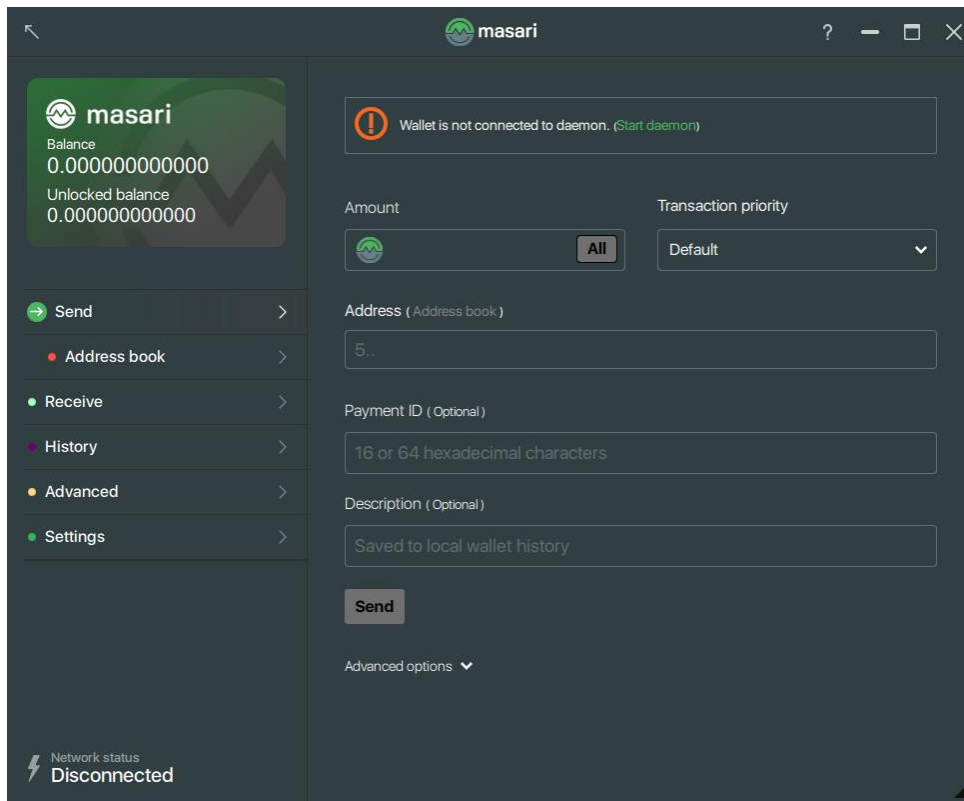 masari
?
masari
Balance
0.000000000000
Unlocked balance
0.000000000000
Send
Address book
Receive
History
Advanced
Settings
Network status
Disconnected
Wallet is not connected to daemon. (Start daemon)
Amount
All
Transaction priority
Default
Address ( Address book )
5..
Payment ID ( Optional )
16 or 64 hexadecimal characters
Description ( Optional )
Saved to local wallet history
Send
Advanced options